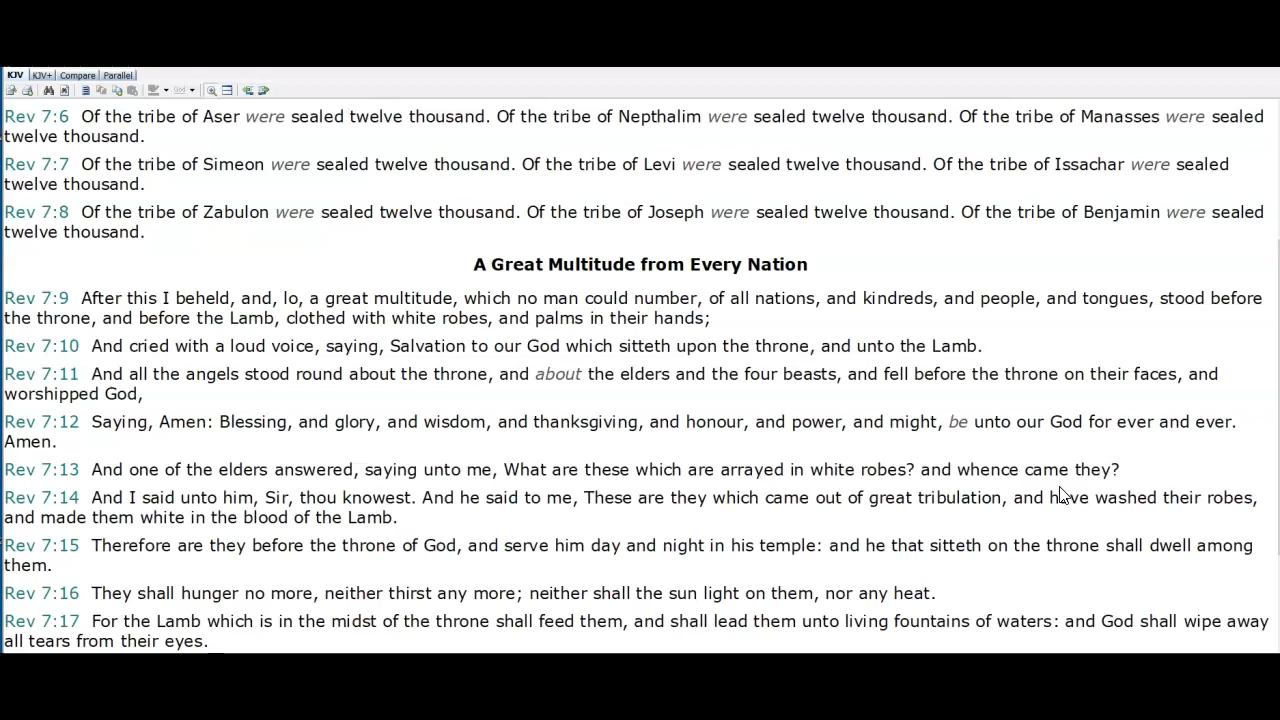 KJV KJV+ Compare Parallel
Rev 7:6 Of the tribe of Aser were sealed twelve thousand. Of the tribe of Nepthalim were sealed twelve thousand. Of the tribe of Manasses were sealed
twelve thousand.
Rev 7:7 Of the tribe of Simeon were sealed twelve thousand. Of the tribe of Levi were sealed twelve thousand. Of the tribe of Issachar were sealed
twelve thousand.
Rev 7:8 Of the tribe of Zabulon were sealed twelve thousand. Of the tribe of Joseph were sealed twelve thousand. Of the tribe of Benjamin were sealed
twelve thousand.
A Great Multitude from Every Nation
Rev 7:9 After this I beheld, and, lo, a great multitude, which no man could number, of all nations, and kindreds, and people, and tongues, stood before
the throne, and before the Lamb, clothed with white robes, and palms in their hands;
Rev 7:10 And cried with a loud voice, saying, Salvation to our God which sitteth upon the throne, and unto the Lamb.
Rev 7:11 And all the angels stood round about the throne, and about the elders and the four beasts, and fell before the throne on their faces, and
worshipped God,
Rev 7:12 Saying, Amen: Blessing, and glory, and wisdom, and thanksgiving, and honour, and power, and might, be unto our God for ever and ever.
Amen.
Rev 7:13 And one of the elders answered, saying unto me, What are these which are arrayed in white robes? and whence came they?
Rev 7:14 And I said unto him, Sir, thou knowest. And he said to me, These are they which came out of great tribulation, and have washed their robes,
and made them white in the blood of the Lamb.
Rev 7:15 Therefore are they before the throne of God, and serve him day and night in his temple: and he that sitteth on the throne shall dwell among
them.
Rev 7:16 They shall hunger no more, neither thirst any more; neither shall the sun light on them, nor any heat.
Rev 7:17 For the Lamb which is in the midst of the throne shall feed them, and shall lead them unto living fountains of waters: and God shall wipe away
all tears from their eyes.